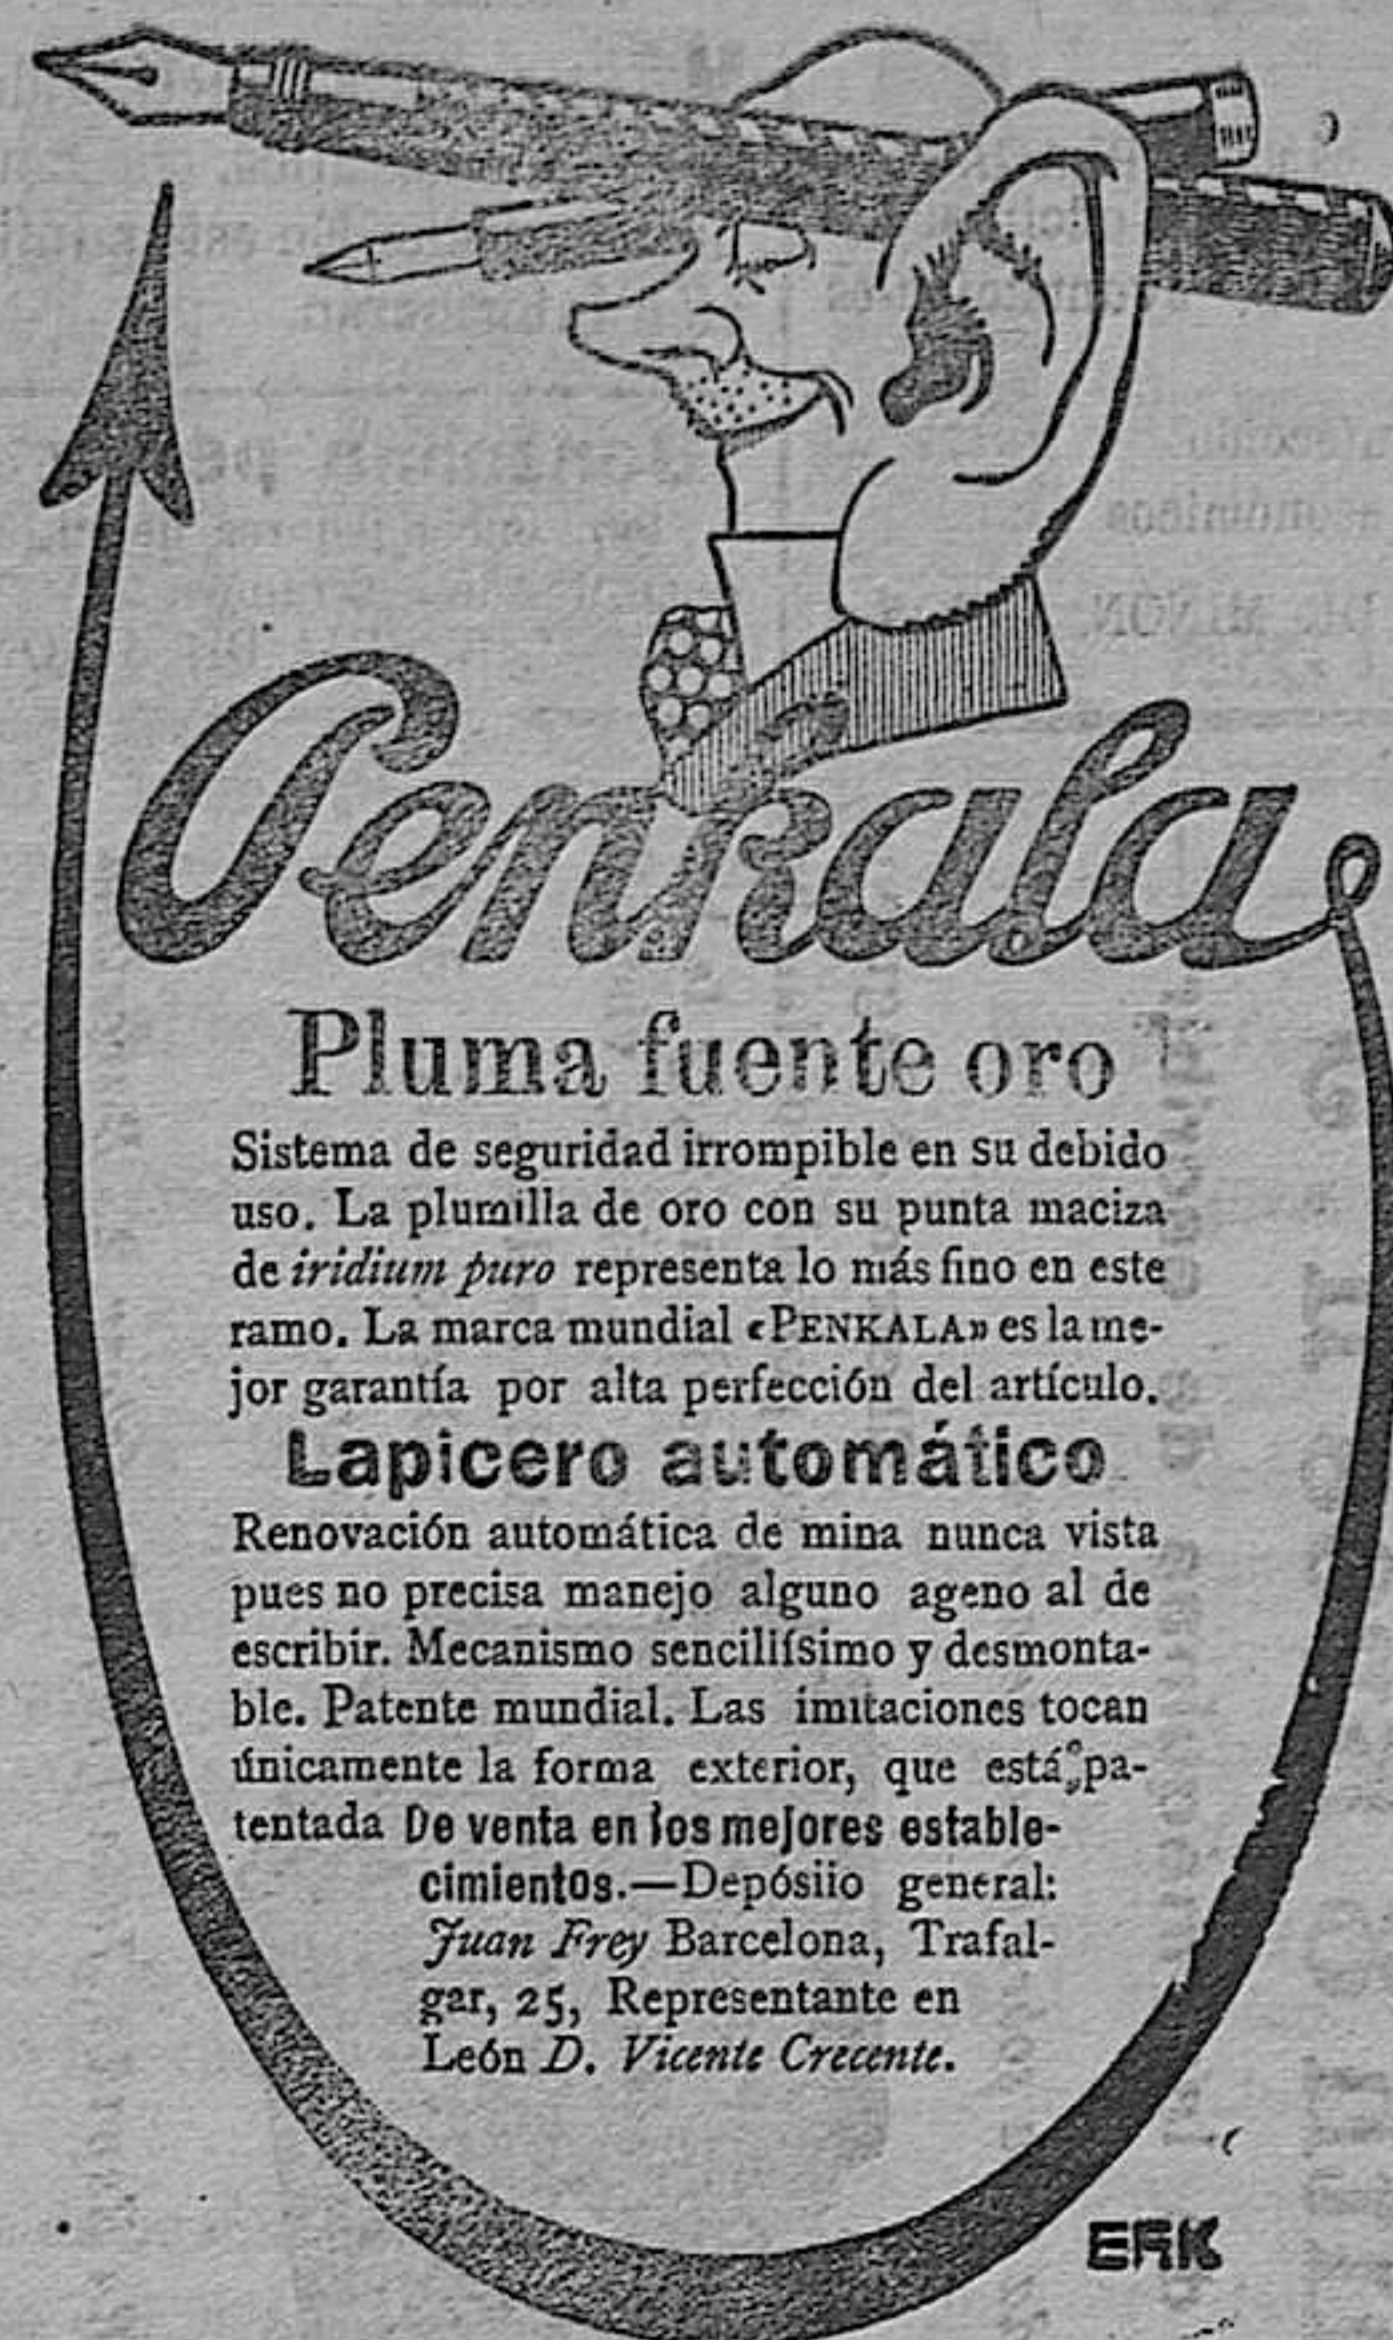 Penkala
Pluma fuente oro
Sistema de seguridad irrompible en su debido
uso. La plumilla de oro con su punta maciza
de iridium puro representa lo más fino en este
ramo. La marca mundial «PENKALA» es la me-
jor garantía por alta perfección del artículo.
Lapicero automático
Renovación automática de mina nunca vista
pues no precisa manejo alguno ageno al de
escribir. Mecanismo sencilísimo y desmonta-
ble. Patente mundial. Las imitaciones tocan
únicamente la forma exterior, que está pa-
tentada De venta en los mejores estable-
cimientos.—Depósiio general:
Juan Frey Barcelona, Trafal-
gar, 25, Representante en
León D. Vicente Crecente.